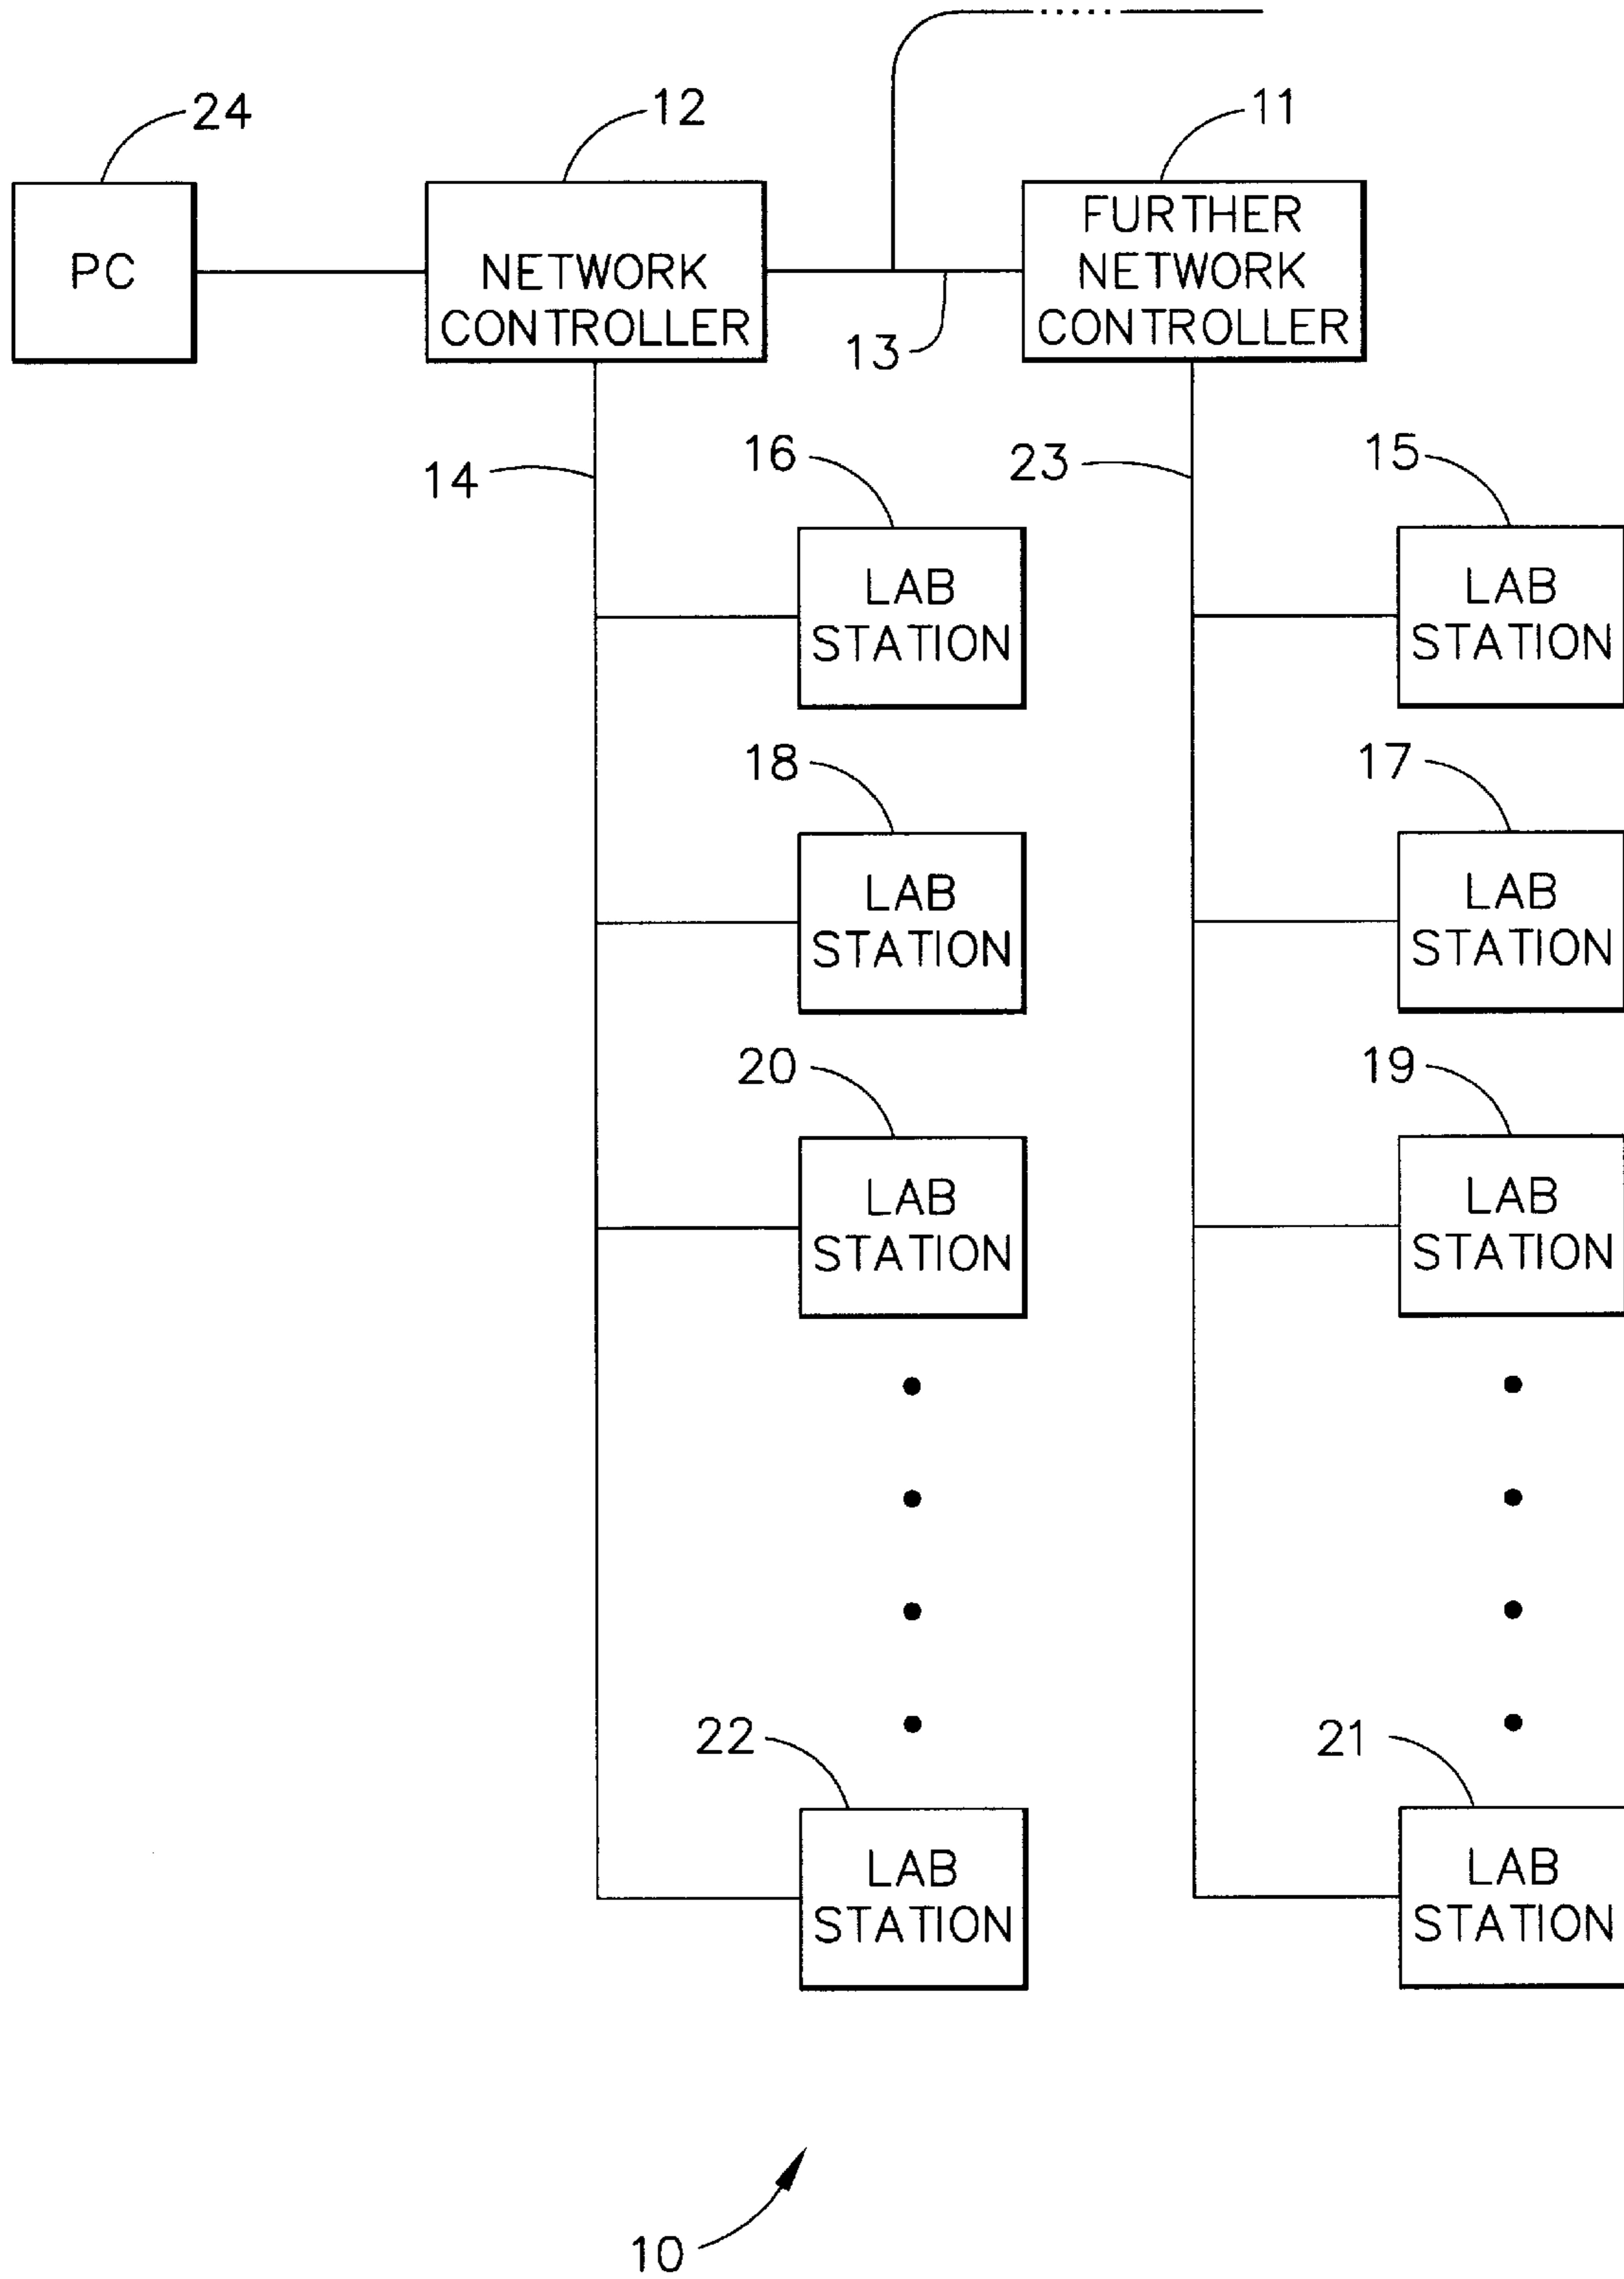 24
12
11
PC
NETWORK
CONTROLLER
FURTHER
NETWORK
CONTROLLER
13
14
16
23
15
LAB
STATION
LAB
STATION
18
17
LAB
STATION
LAB
STATION
20
19
LAB
STATION
LAB
STATION
22
21
LAB
STATION
LAB
STATION
10